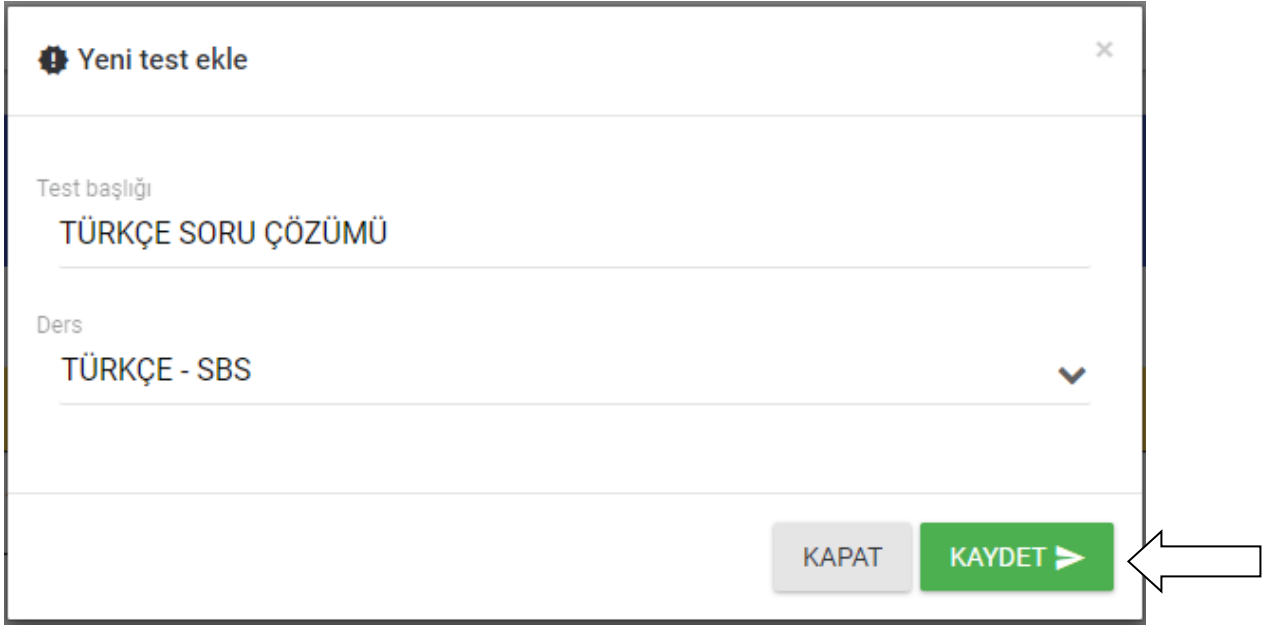 Yeni test ekle
Test başlığı
TÜRKÇE SORU ÇÖZÜMÜ
Ders
TÜRKÇE - SBS
KAPAT
KAYDET